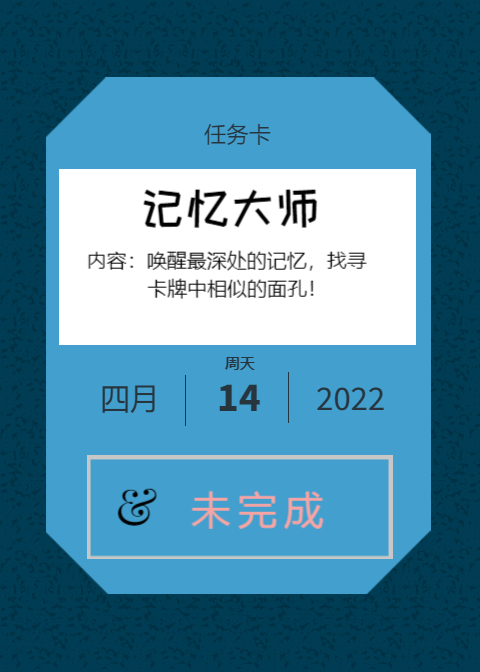 任务卡
记忆大师
内容：唤醒最深处的记忆，找寻
卡牌中相似的面孔！
周天
四月 14 2022
& 未完成